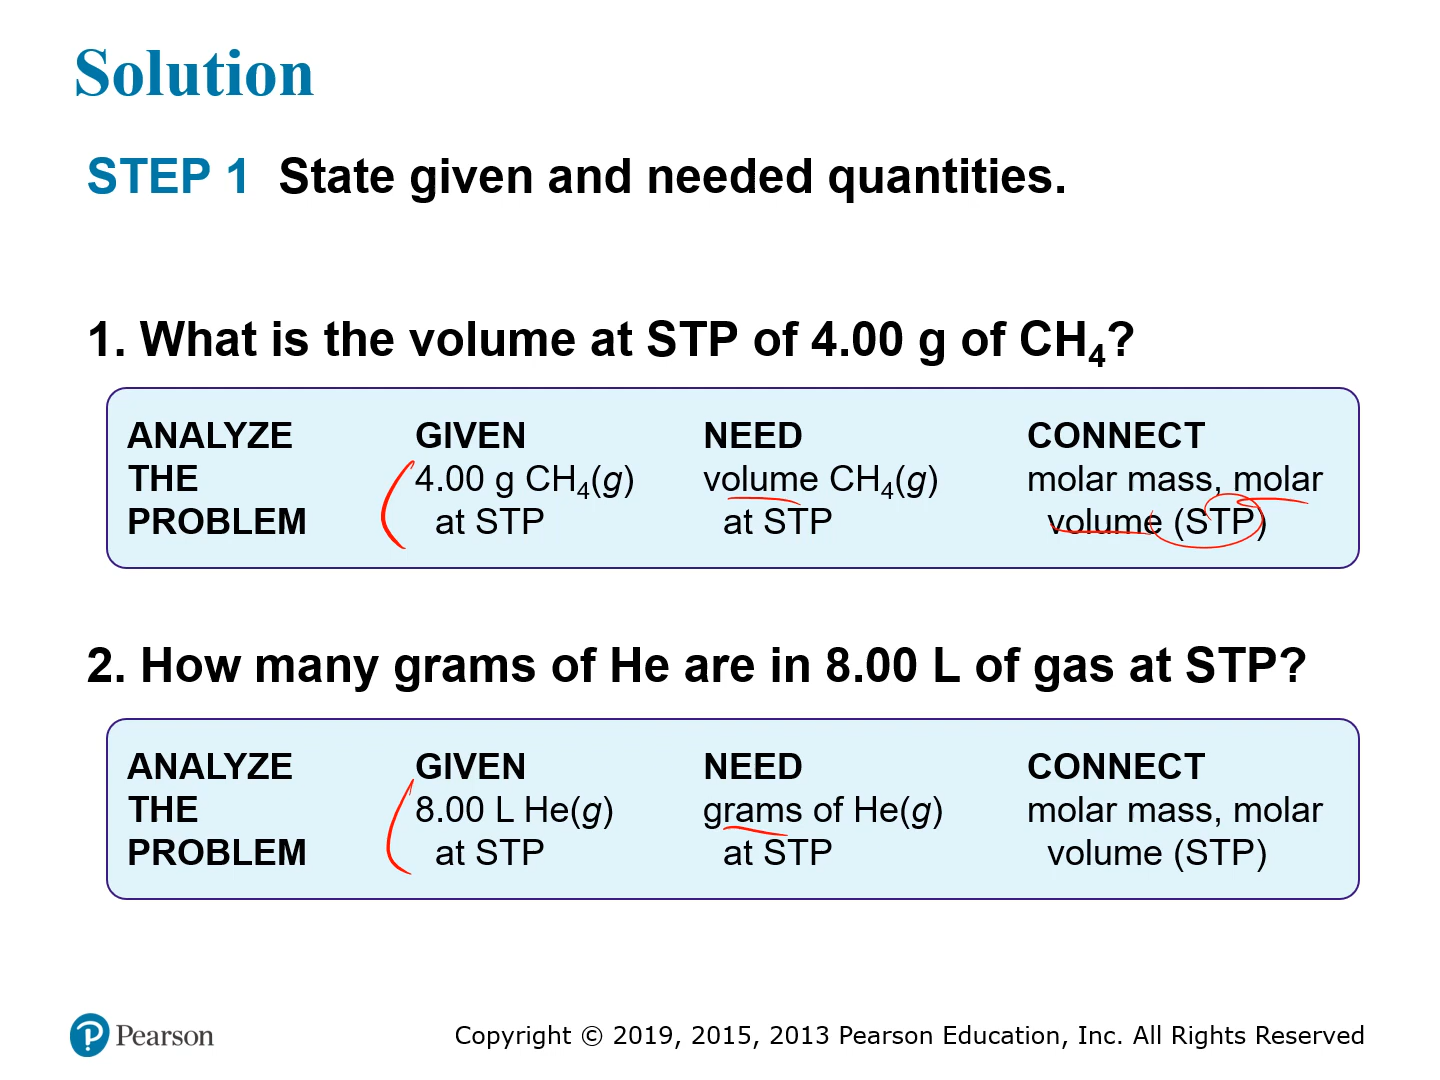 Solution
STEP 1 State given and needed quantities.
1. What is the volume at STP of 4.00 g of CH₄?
ANALYZE GIVEN NEED CONNECT
THE 4.00 g CH₄(g) volume CH₄(g) molar mass, molar
PROBLEM at STP at STP volume (STP)
2. How many grams of He are in 8.00 L of gas at STP?
ANALYZE GIVEN NEED CONNECT
THE 8.00 L He(g) grams of He(g) molar mass, molar
PROBLEM at STP at STP volume (STP)
Pearson Copyright © 2019, 2015, 2013 Pearson Education, Inc. All Rights Reserved